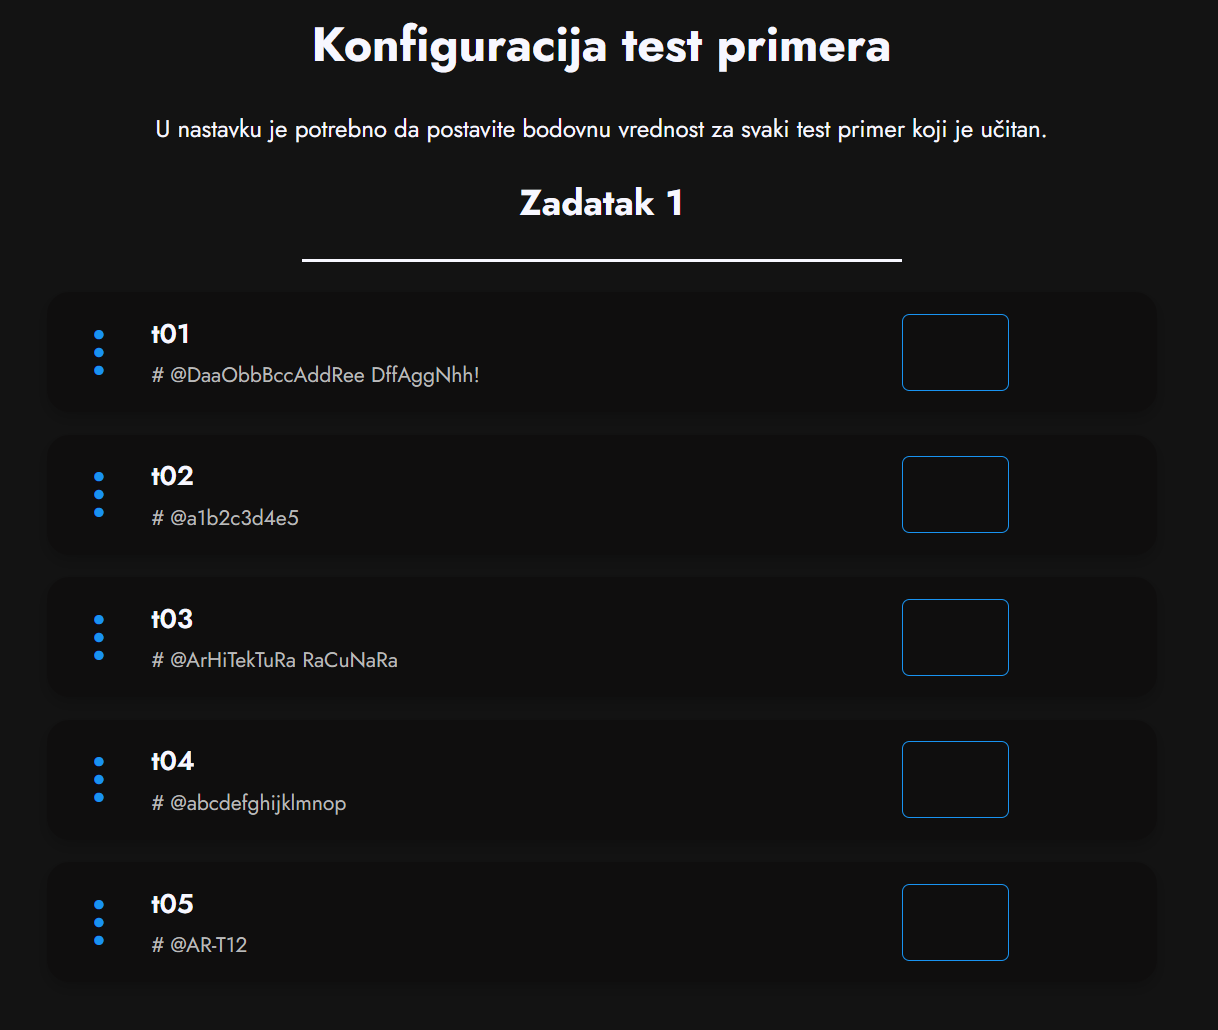 Konfiguracija test primera
U nastavku je potrebno da postavite bodovnu vrednost za svaki test primer koji je učitan.
Zadatak 1
t01
# @DaaObbBccAddRee DffAggNhh!
t02
# @a1b2c3d4e5
t03
# @ArHiTekTuRa RaCuNaRa
t04
# @abcdefghijklmnop
t05
# @AR-T12